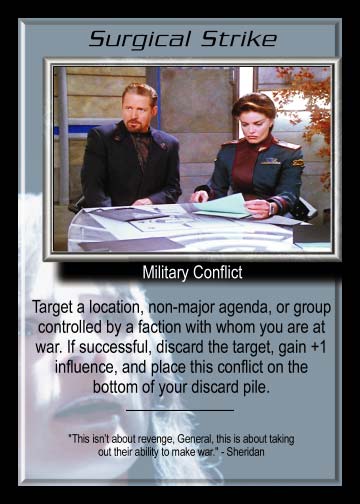 Surgical Strike
Military Conflict
Target a location, non-major agenda, or group
controlled by a faction with whom you are at
war. If successful, discard the target, gain +1
influence, and place this conflict on the
bottom of your discard pile.
"This isn't about revenge, General, this is about taking
out their ability to make war." - Sheridan